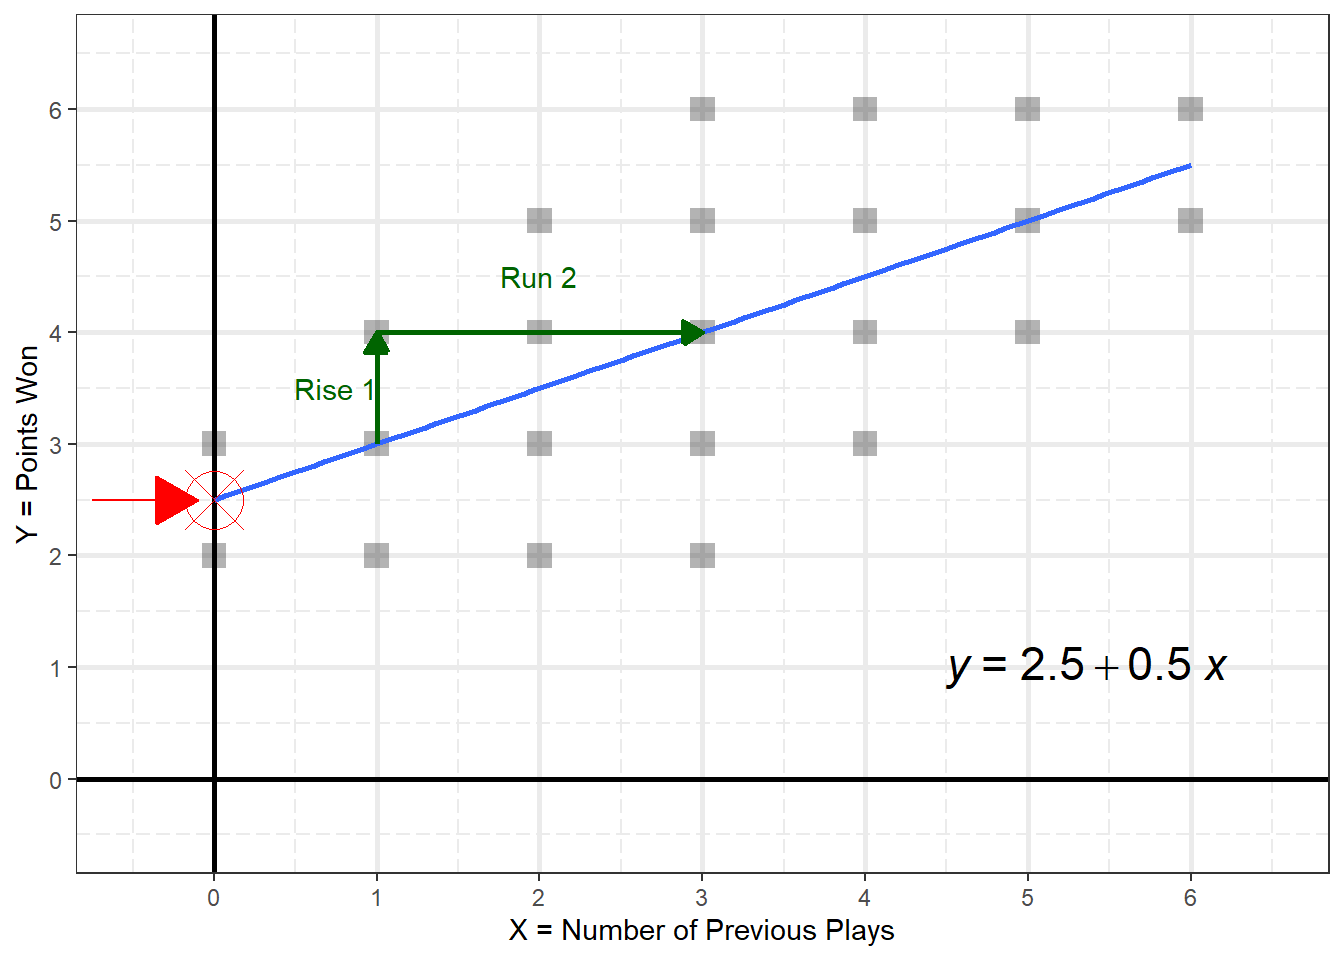 6
5
Run 2
4
Rise 1
3
2
1
y = 2.5 + 0.5 x
0
0 1 2 3 4 5 6
X = Number of Previous Plays
Y = Points Won